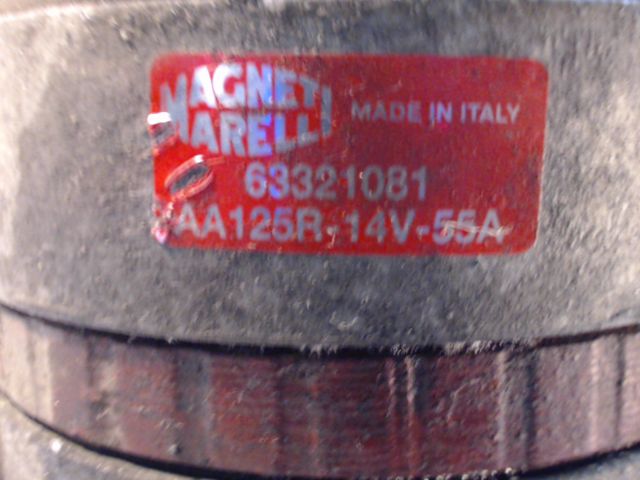 MAGNETI
MARELLI
MADE IN ITALY
63321081
AA125R-14V-55A